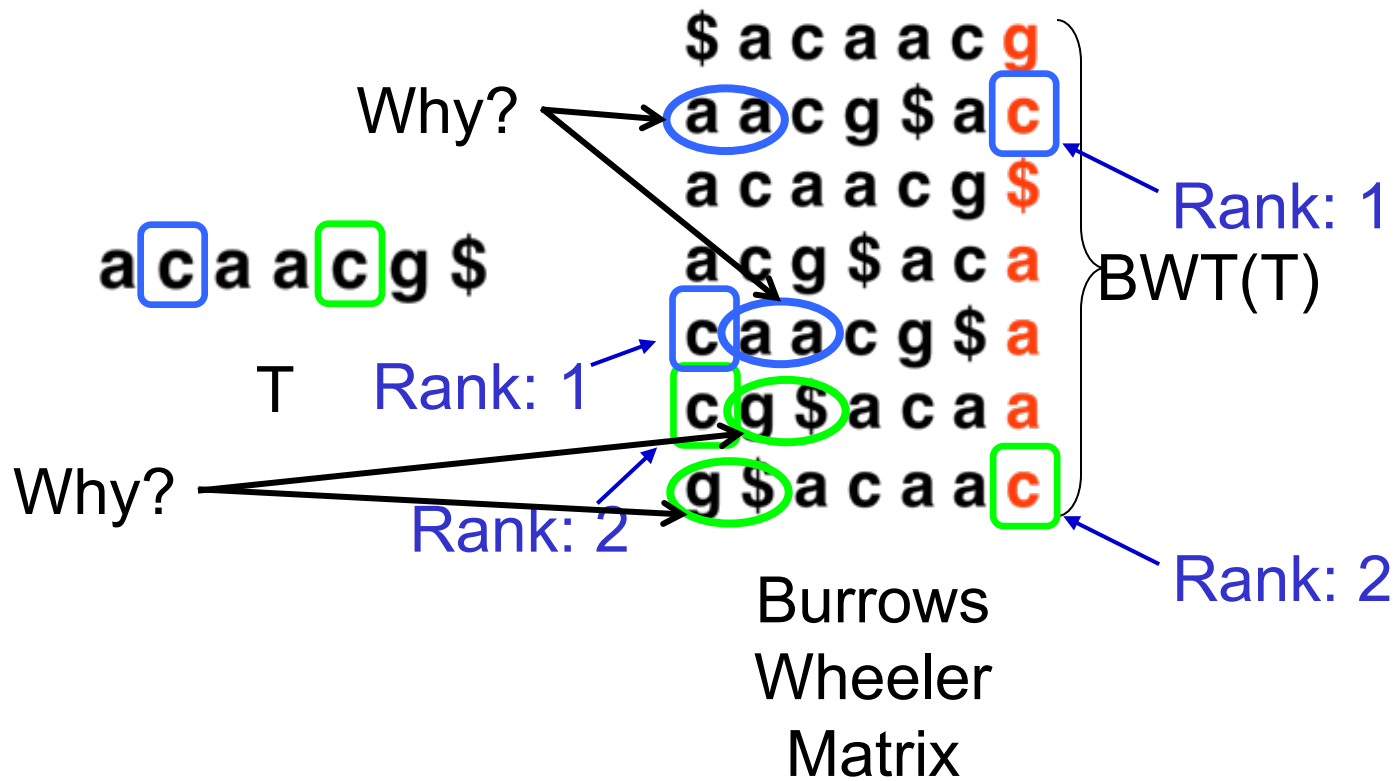 $ a c a a c g
Why?
a a c g $ a c
a c a a c g $
Rank: 1
a c a a c g $
a c g $ a c a
BWT(T)
c a a c g $ a
T
Rank: 1
c g $ a c a a
Why?
g $ a c a a c
Rank: 2
Rank: 2
Burrows
Wheeler
Matrix